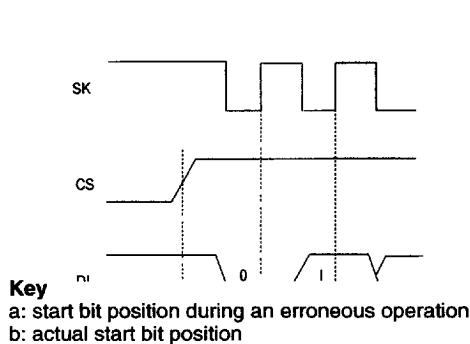 SK
CS
0 1
Key
a: start bit position during an erroneous operation
b: actual start bit position